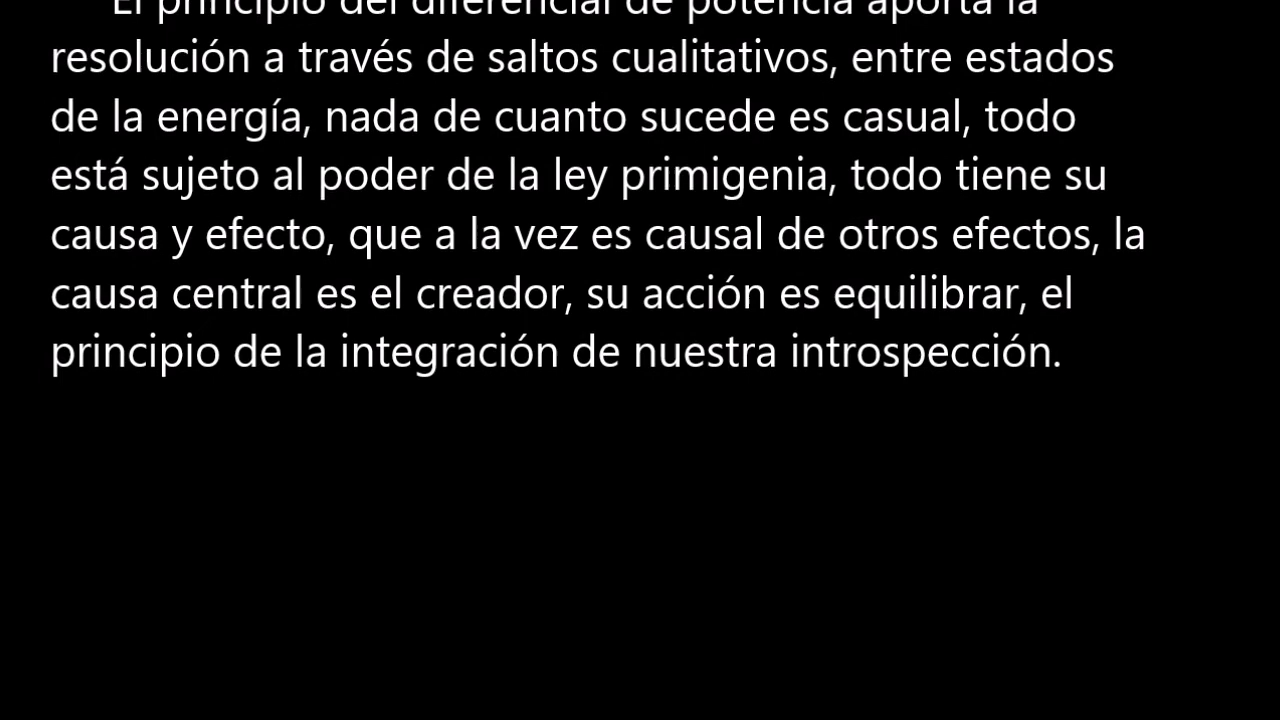 El principio del diferencial de potencia aporta la
resolución a través de saltos cualitativos, entre estados
de la energía, nada de cuanto sucede es casual, todo
está sujeto al poder de la ley primigenia, todo tiene su
causa y efecto, que a la vez es causal de otros efectos, la
causa central es el creador, su acción es equilibrar, el
principio de la integración de nuestra introspección.